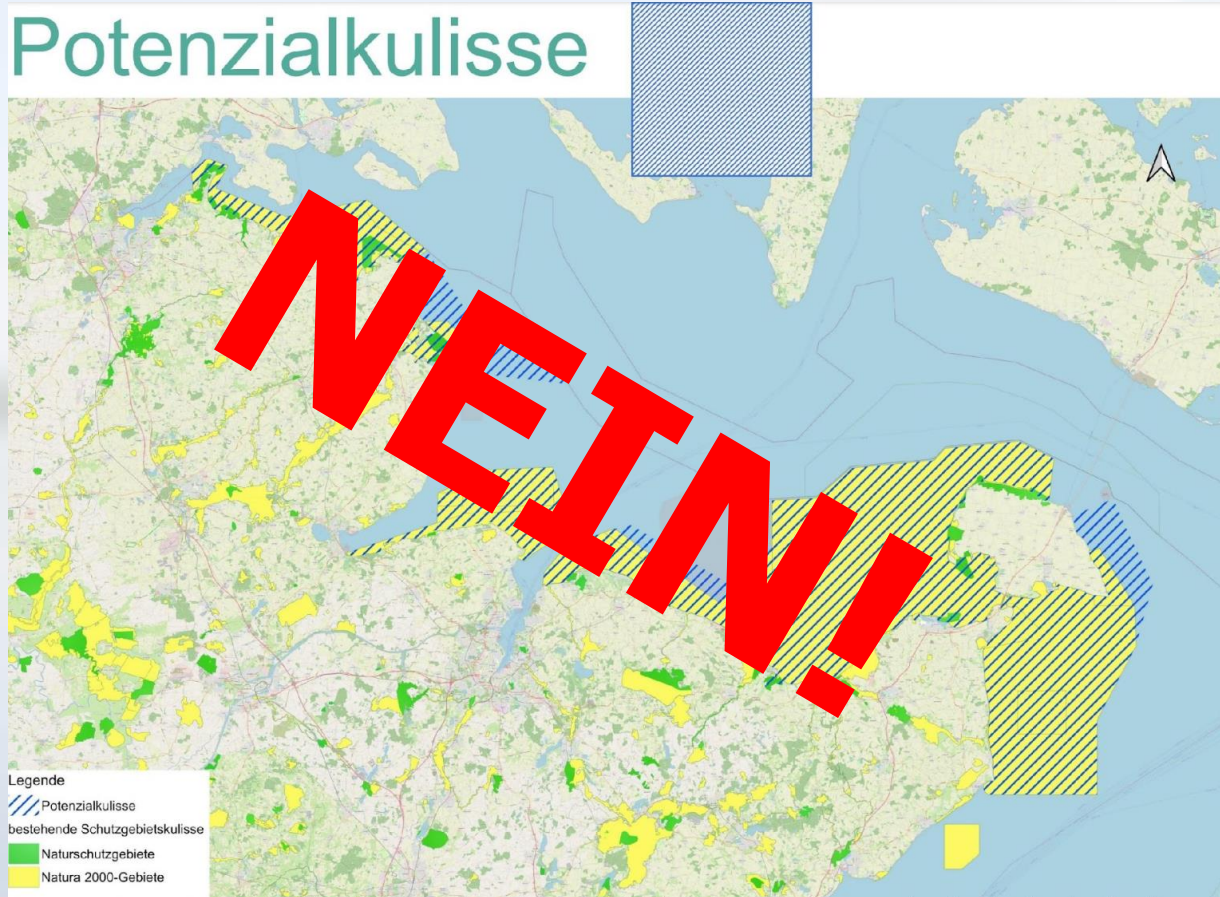 Potenzialkulisse
NEIN!
Legende
Potenzialkulisse
bestehende Schutzgebietskulisse
Naturschutzgebiete
Natura 2000-Gebiete